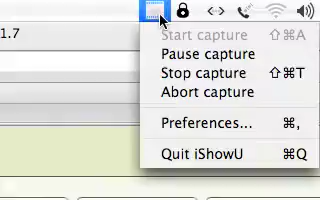 1.7
Start capture ⇧⌘A
Pause capture
Stop capture ⇧⌘T
Abort capture
Preferences... ⌘,
Quit iShowU ⌘Q